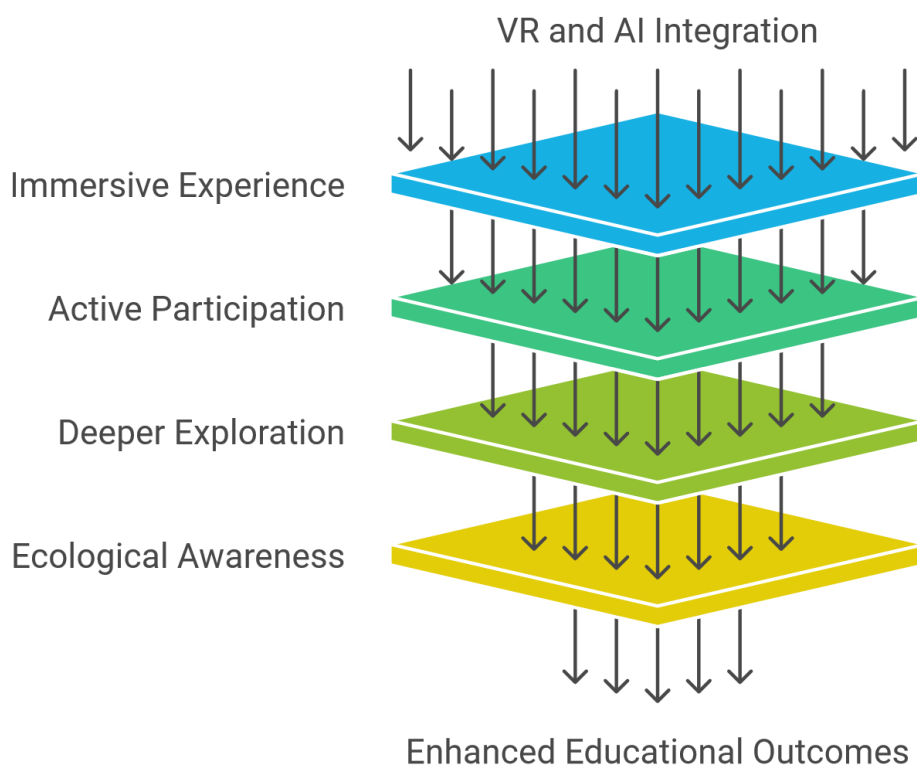 VR and AI Integration
Immersive Experience
Active Participation
Deeper Exploration
Ecological Awareness
Enhanced Educational Outcomes